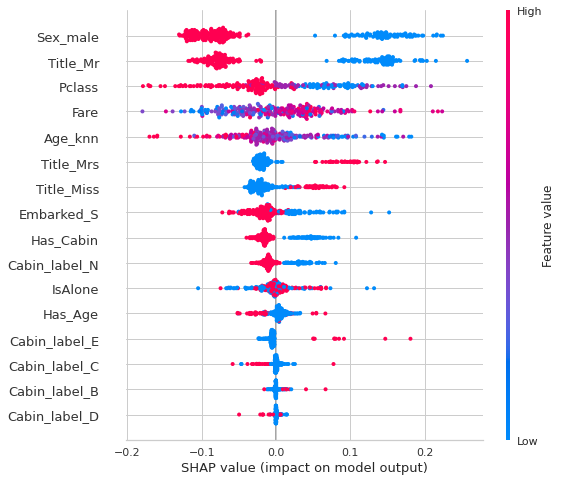 High
Sex_male
Title_Mr
Pclass
Fare
Age_knn
Title_Mrs
Title_Miss
Embarked_S
Has_Cabin
Cabin_label_N
IsAlone
Has_Age
Cabin_label_E
Cabin_label_C
Cabin_label_B
Cabin_label_D
Feature value
Low
−0.2 −0.1 0.0 0.1 0.2
SHAP value (impact on model output)